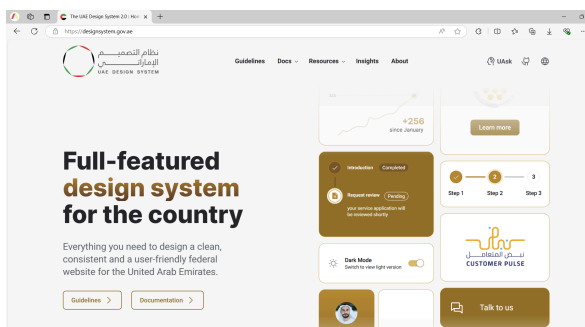 The UAE Design System 2.0 : Hom
https://designsystem.gov.ae
نظام التصميم
الإماراتي
UAE DESIGN SYSTEM
Guidelines Docs Resources Insights About
UAsk
Full-featured
design system
for the country
Everything you need to design a clean,
consistent and a user-friendly federal
website for the United Arab Emirates.
Guidelines
Documentation
+256
since January
Learn more
Introduction Completed
Request review Pending
your service application will
be reviewed shortly
2 3
Step 1 Step 2 Step 3
Dark Mode
Switch to view light version
نبض المتعامل
CUSTOMER PULSE
Talk to us